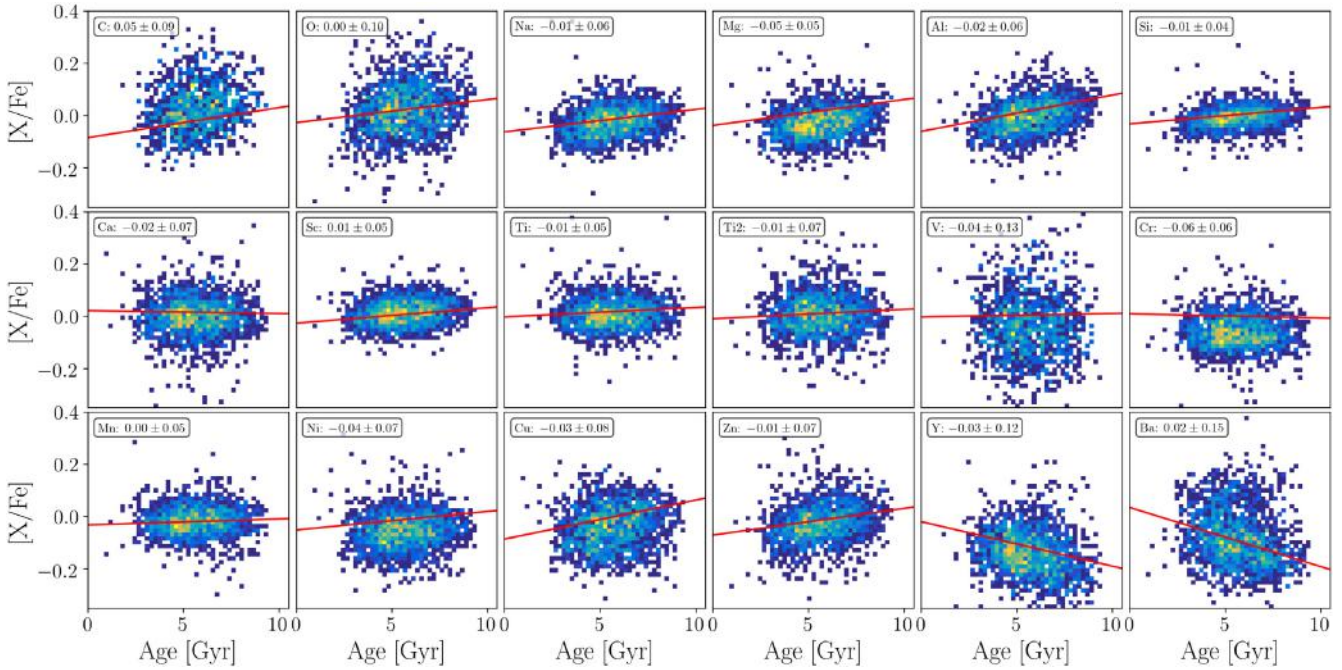 C: 0.05 ± 0.09
O: 0.00 ± 0.10
Na: −0.01 ± 0.06
Mg: −0.05 ± 0.05
Al: −0.02 ± 0.06
Si: −0.01 ± 0.04
[X/Fe]
0.4
0.2
0.0
−0.2
Ca: −0.02 ± 0.07
Sc: 0.01 ± 0.05
Ti: −0.01 ± 0.05
Ti2: −0.01 ± 0.07
V: −0.04 ± 0.13
Cr: −0.06 ± 0.06
[X/Fe]
0.4
0.2
0.0
−0.2
Mn: 0.00 ± 0.05
Ni: −0.04 ± 0.07
Cu: −0.03 ± 0.08
Zn: −0.01 ± 0.07
Y: −0.03 ± 0.12
Ba: 0.02 ± 0.15
[X/Fe]
0.4
0.2
0.0
−0.2
0 5 10 0 5 10 0 5 10 0 5 10 0 5 10 0 5 10
Age [Gyr] Age [Gyr] Age [Gyr] Age [Gyr] Age [Gyr] Age [Gyr]